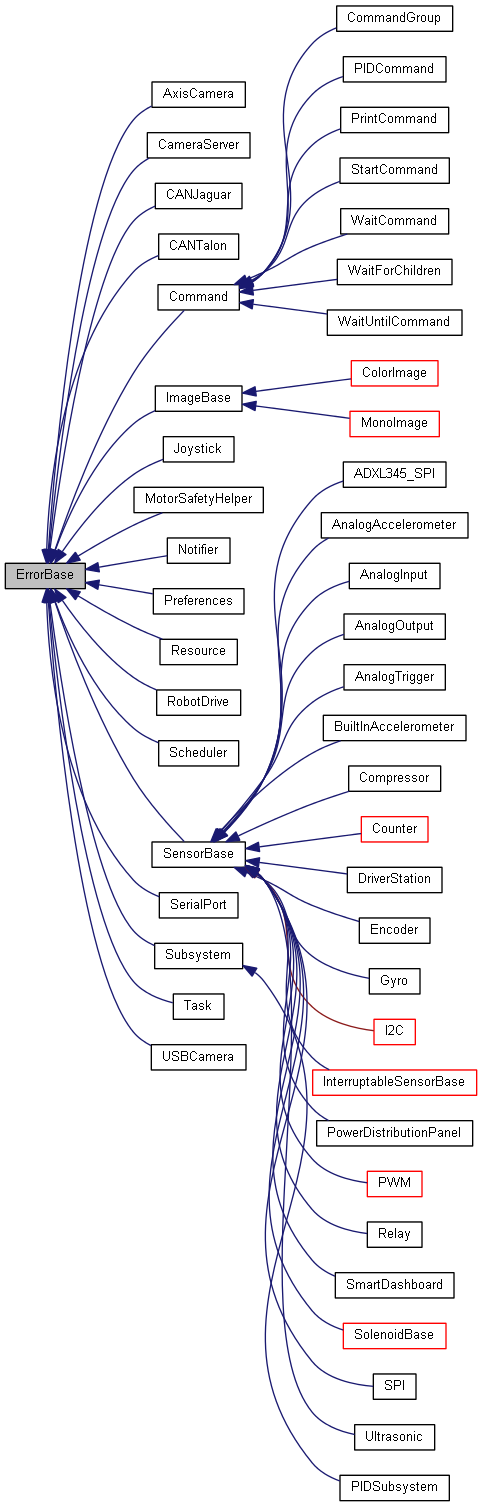 CommandGroup
PIDCommand
AxisCamera
PrintCommand
CameraServer
StartCommand
CANJaguar
WaitCommand
CANTalon
WaitForChildren
Command
WaitUntilCommand
ColorImage
ImageBase
MonoImage
Joystick
ADXL345_SPI
MotorSafetyHelper
AnalogAccelerometer
Notifier
ErrorBase
AnalogInput
Preferences
AnalogOutput
Resource
AnalogTrigger
RobotDrive
BuiltInAccelerometer
Scheduler
Compressor
Counter
SensorBase
DriverStation
SerialPort
Encoder
Subsystem
Gyro
Task
I2C
USBCamera
InterruptableSensorBase
PowerDistributionPanel
PWM
Relay
SmartDashboard
SolenoidBase
SPI
Ultrasonic
PIDSubsystem